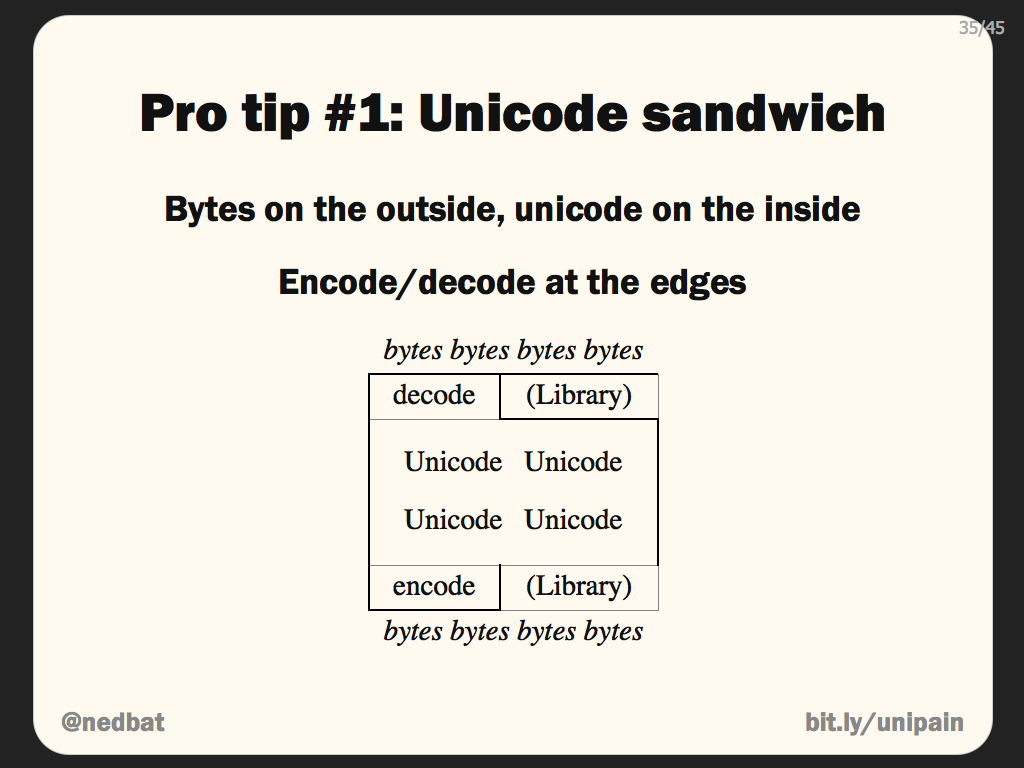 35/45
Pro tip #1: Unicode sandwich
Bytes on the outside, unicode on the inside
Encode/decode at the edges
bytes bytes bytes bytes
decode (Library)
Unicode Unicode
Unicode Unicode
encode (Library)
bytes bytes bytes bytes
@nedbat bit.ly/unipain